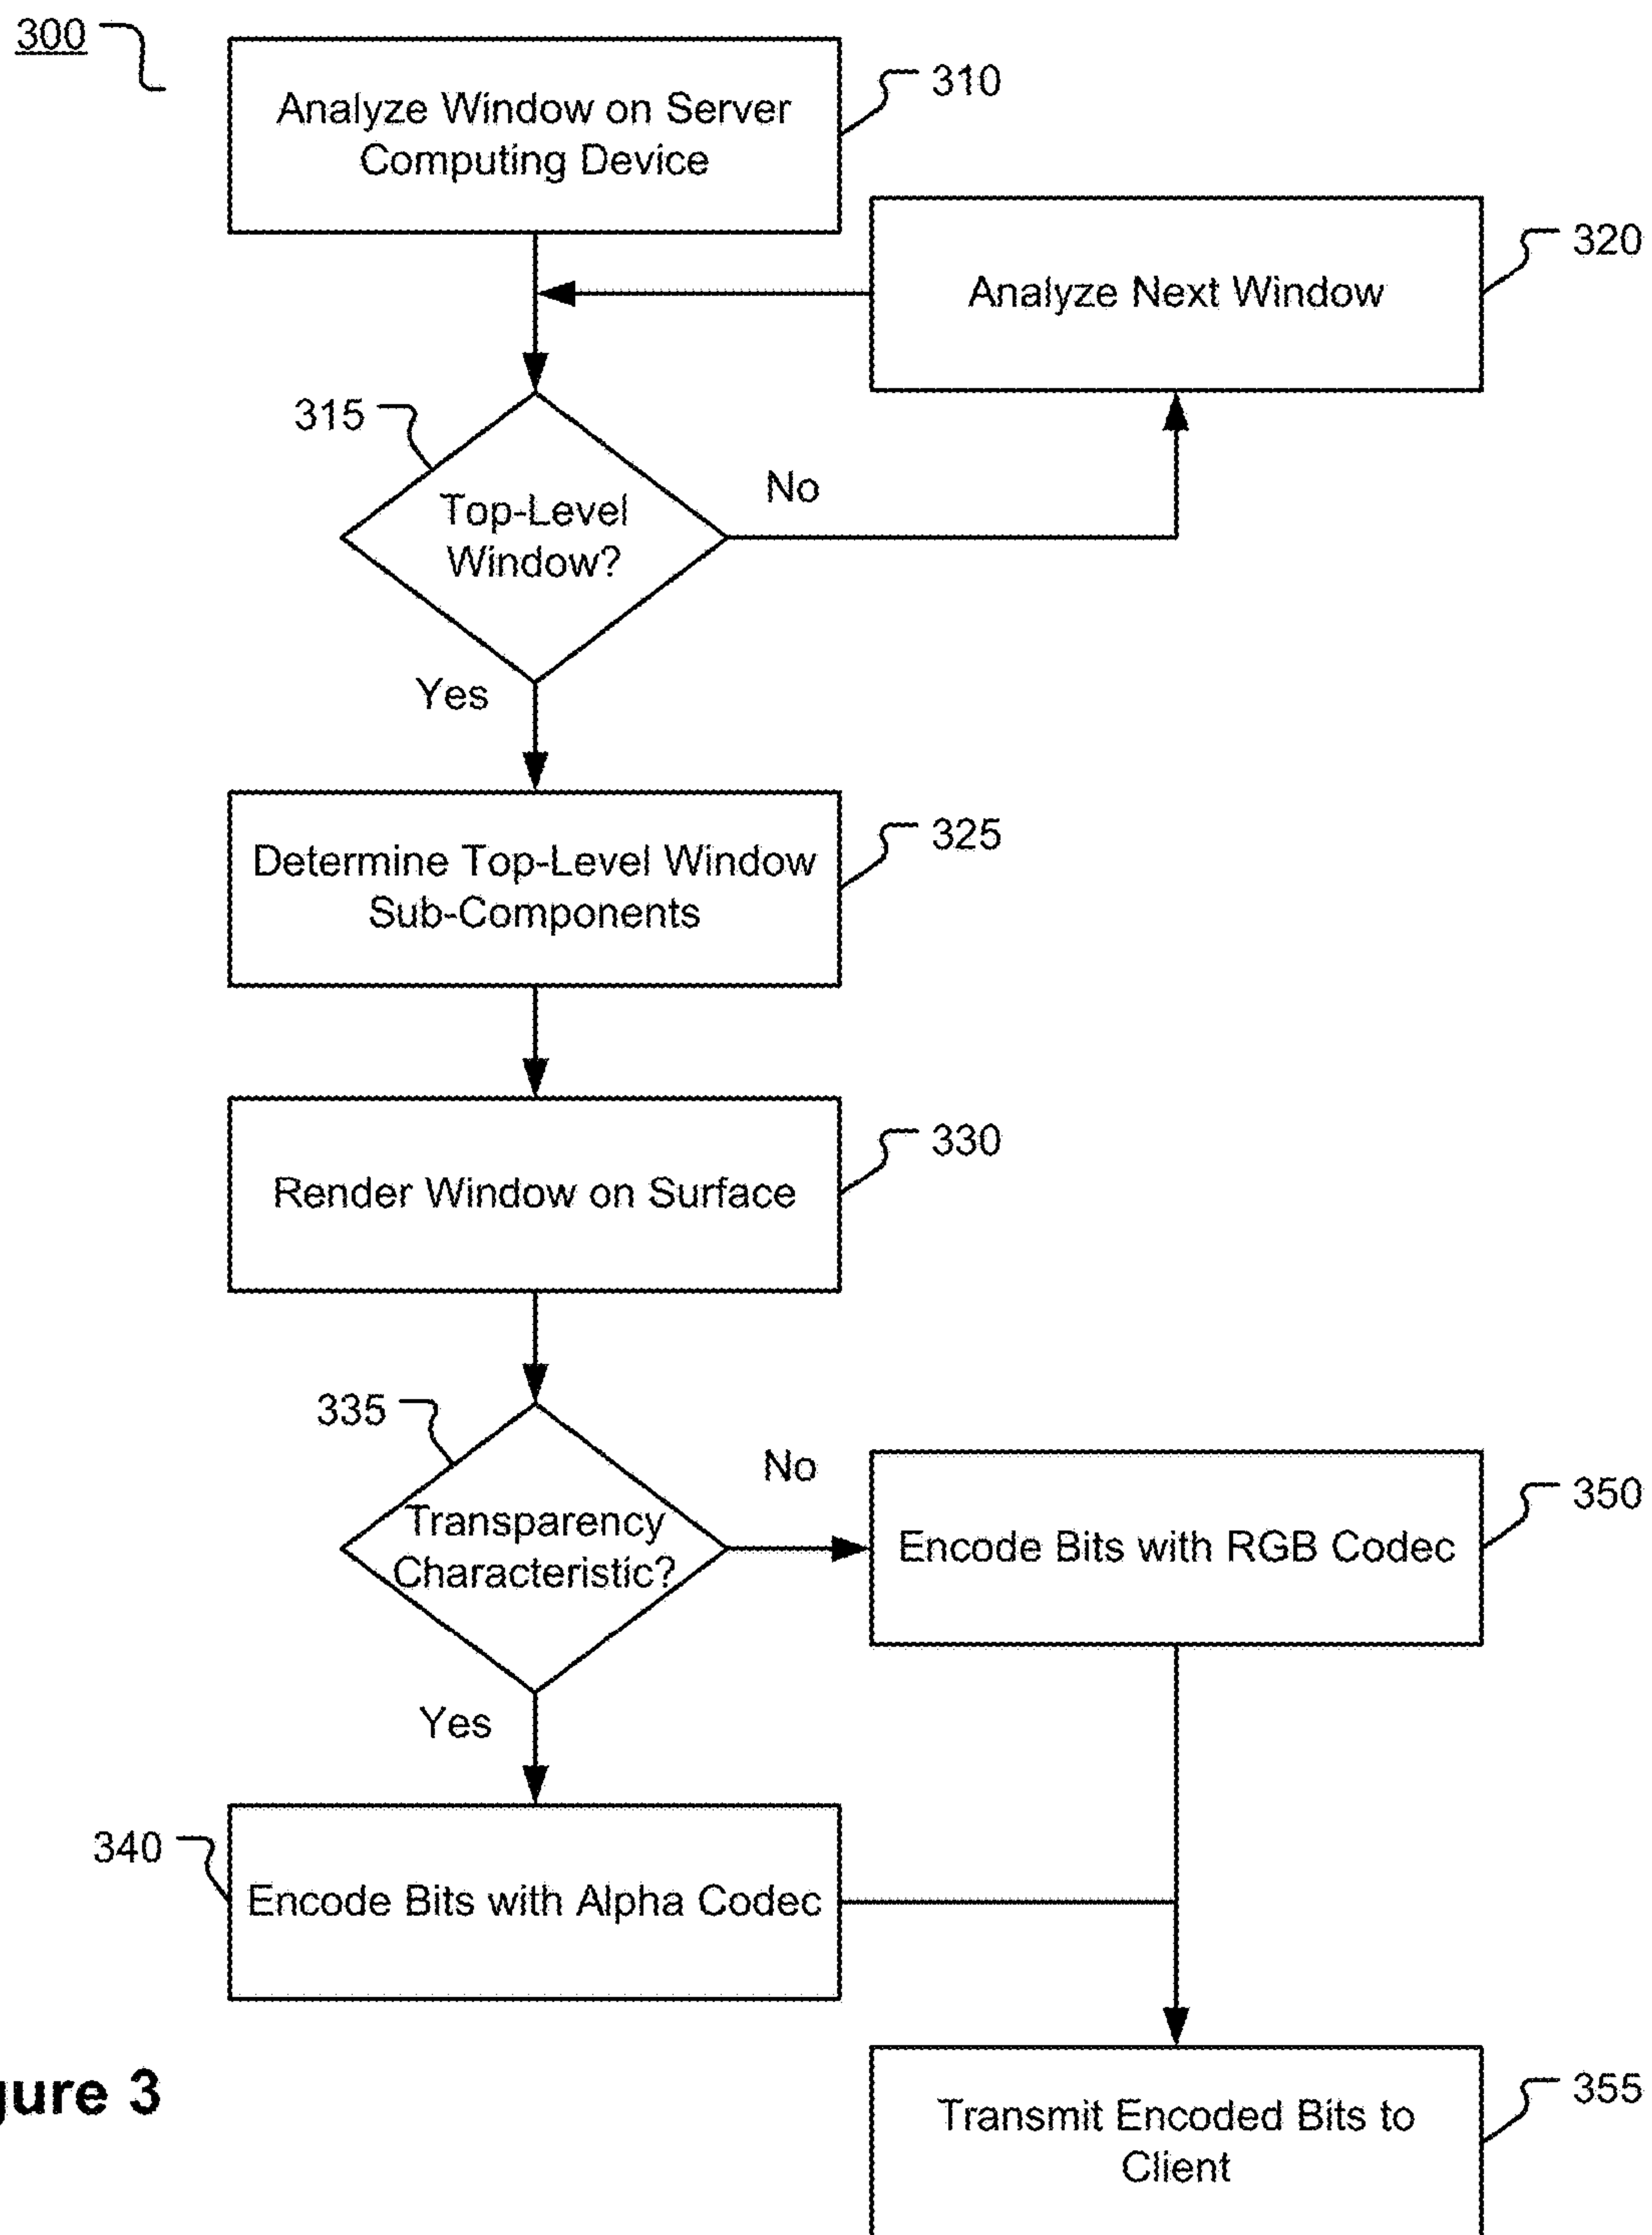 300
Analyze Window on Server
Computing Device
310
Analyze Next Window
320
315
Top-Level
Window?
No
Yes
Determine Top-Level Window
Sub-Components
325
Render Window on Surface
330
335
Transparency
Characteristic?
No
Encode Bits with RGB Codec
350
Yes
340
Encode Bits with Alpha Codec
gure 3
Transmit Encoded Bits to
Client
355